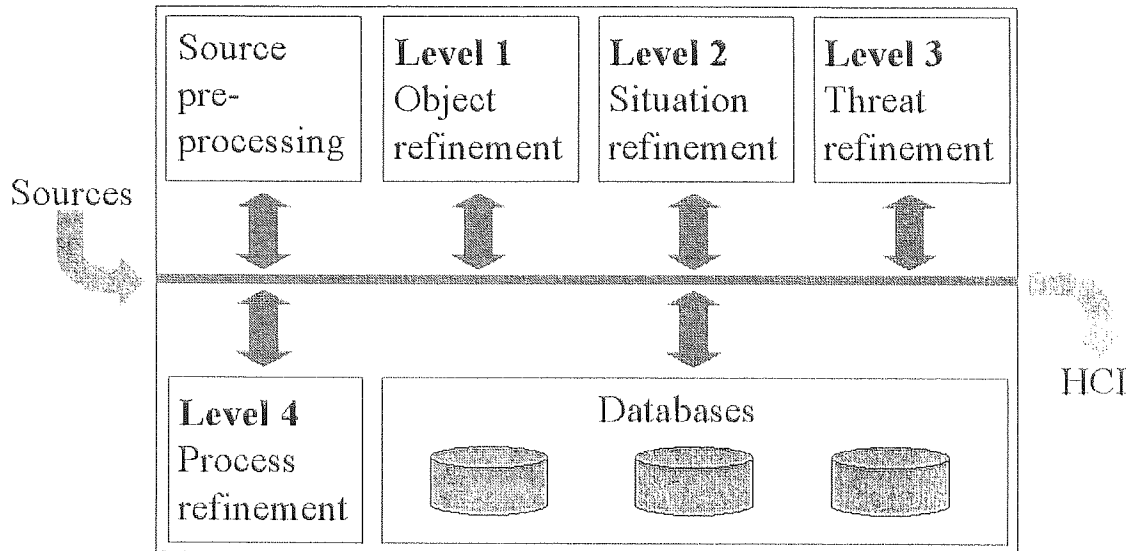 Source
pre-
processing
Level 1
Object
refinement
Level 2
Situation
refinement
Level 3
Threat
refinement
Sources
HCI
Level 4
Process
refinement
Databases